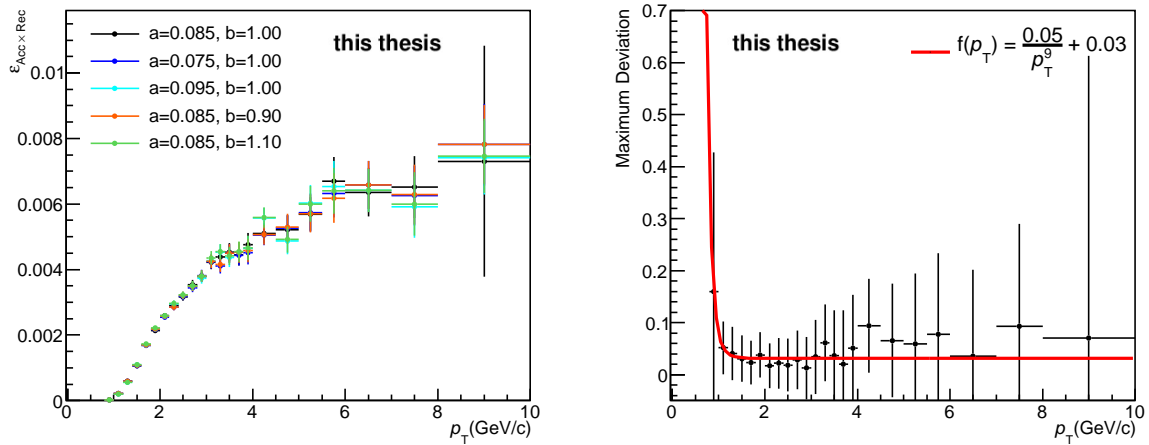 ε_Acc × Rec
0.01
0.008
0.006
0.004
0.002
0
a=0.085, b=1.00
a=0.075, b=1.00
a=0.095, b=1.00
a=0.085, b=0.90
a=0.085, b=1.10
this thesis
0 2 4 6 8 10
p_T(GeV/c)
Maximum Deviation
0.7
0.6
0.5
0.4
0.3
0.2
0.1
0
this thesis
f(p_T) = 0.05/p_T^9 + 0.03
0 2 4 6 8 10
p_T(GeV/c)